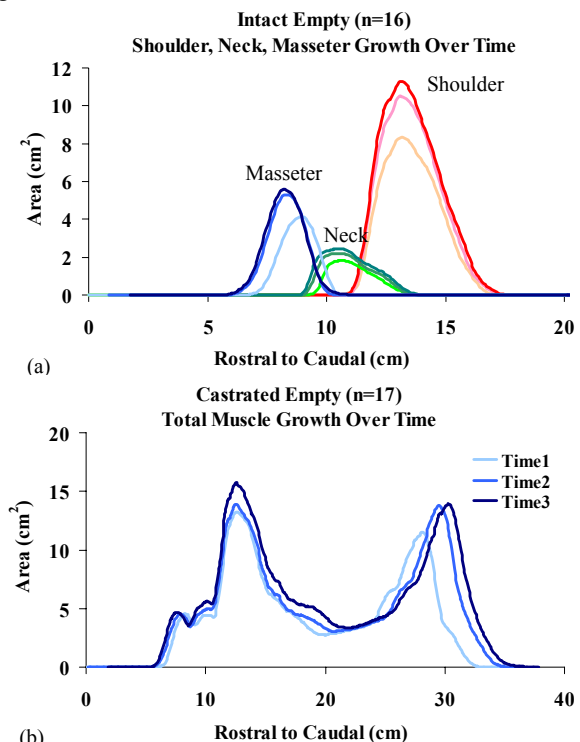 Intact Empty (n=16)
Shoulder, Neck, Masseter Growth Over Time
12
10
8
6
4
2
0
Area (cm²)
Shoulder
Masseter
Neck
0 5 10 15 20
Rostral to Caudal (cm)
(a)
Castrated Empty (n=17)
Total Muscle Growth Over Time
20
15
10
5
0
Area (cm²)
Time1
Time2
Time3
0 10 20 30 40
Rostral to Caudal (cm)
(b)